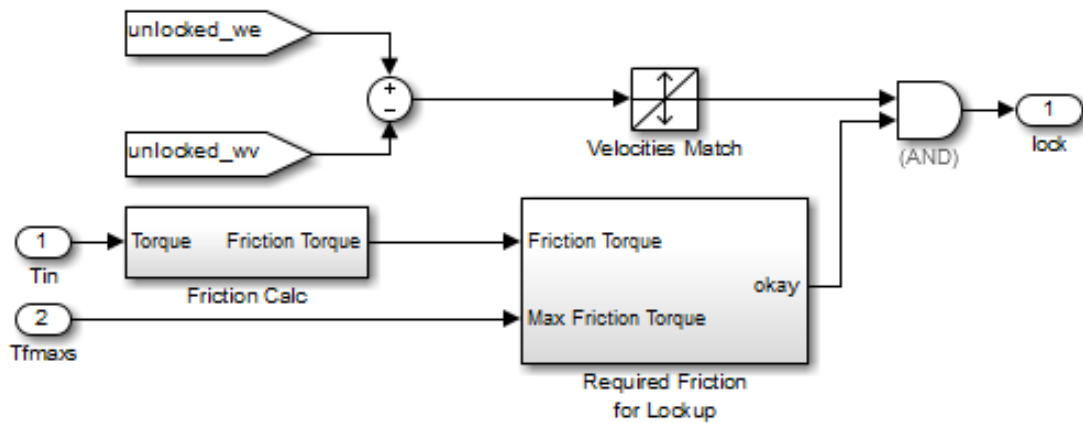 unlocked_we
+
−
unlocked_wv
Velocities Match
(AND)
1
lock
1
Tin
Torque
Friction Torque
Friction Calc
2
Tfmaxs
Friction Torque
Max Friction Torque
okay
Required Friction
for Lockup